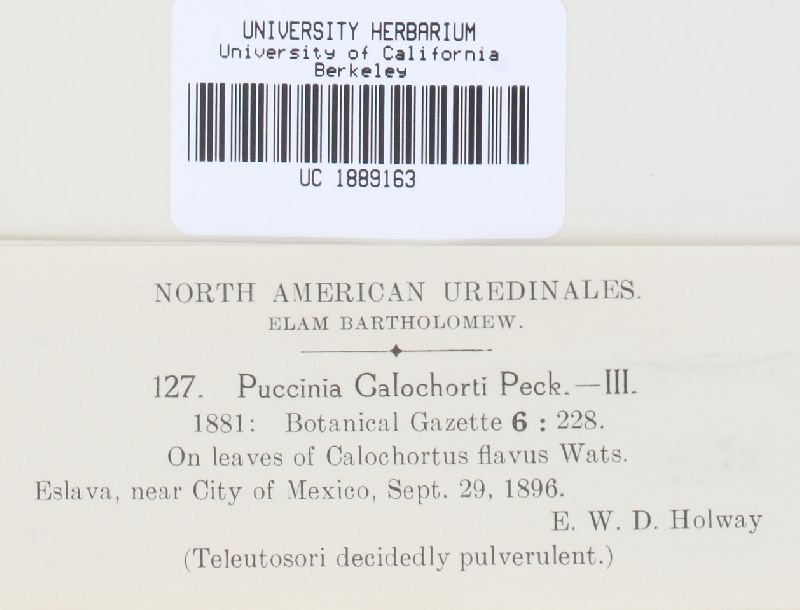 UNIVERSITY HERBARIUM
University of California
Berkeley
UC 1889163
NORTH AMERICAN UREDINALES.
ELAM BARTHOLOMEW.
127. Puccinia Calochorti Peck.—III.
1881: Botanical Gazette 6 : 228.
On leaves of Calochortus flavus Wats.
Eslava, near City of Mexico, Sept. 29, 1896.
E. W. D. Holway
(Teleutosori decidedly pulverulent.)